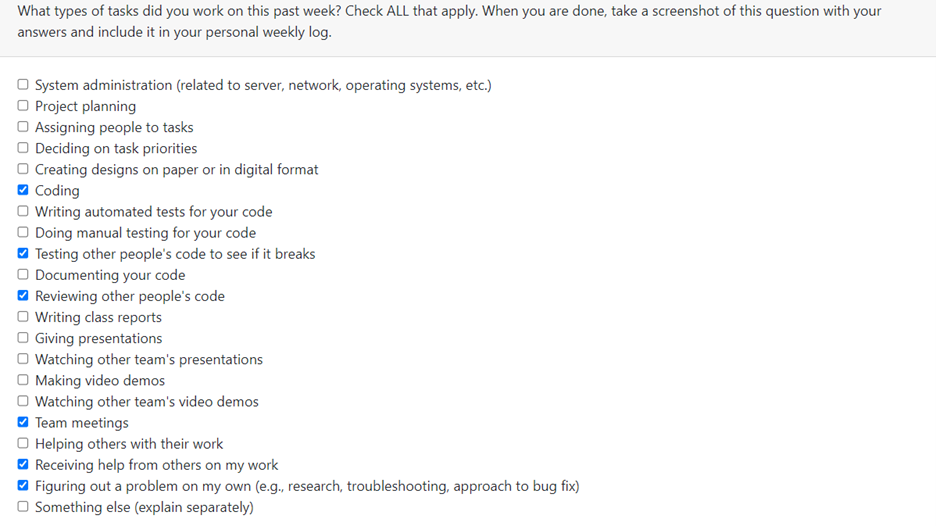 What types of tasks did you work on this past week? Check ALL that apply. When you are done, take a screenshot of this question with your
answers and include it in your personal weekly log.
System administration (related to server, network, operating systems, etc.)
Project planning
Assigning people to tasks
Deciding on task priorities
Creating designs on paper or in digital format
Coding
Writing automated tests for your code
Doing manual testing for your code
Testing other people's code to see if it breaks
Documenting your code
Reviewing other people's code
Writing class reports
Giving presentations
Watching other team's presentations
Making video demos
Watching other team's video demos
Team meetings
Helping others with their work
Receiving help from others on my work
Figuring out a problem on my own (e.g., research, troubleshooting, approach to bug fix)
Something else (explain separately)